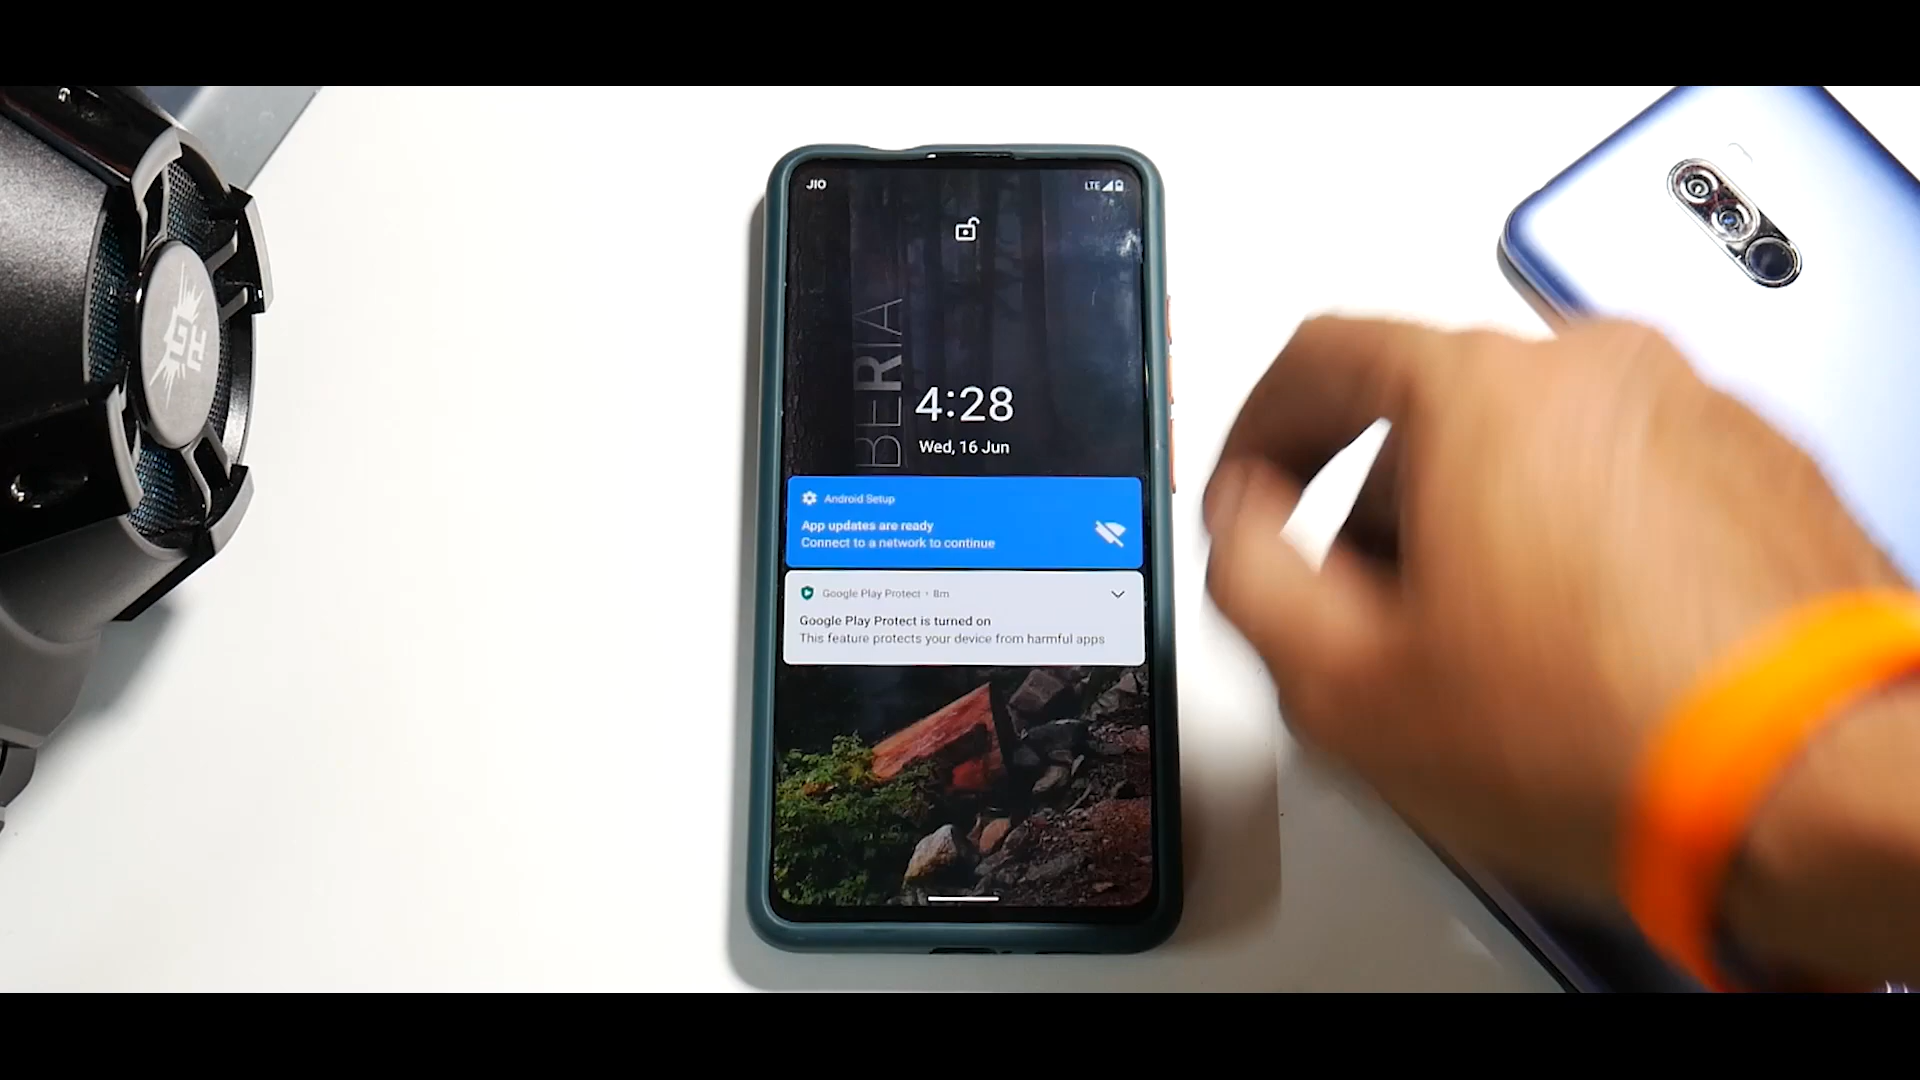 JIO
LTE
BERIA
4:28
Wed, 16 Jun
Android Setup
App updates are ready
Connect to a network to continue
Google Play Protect • 8m
Google Play Protect is turned on
This feature protects your device from harmful apps